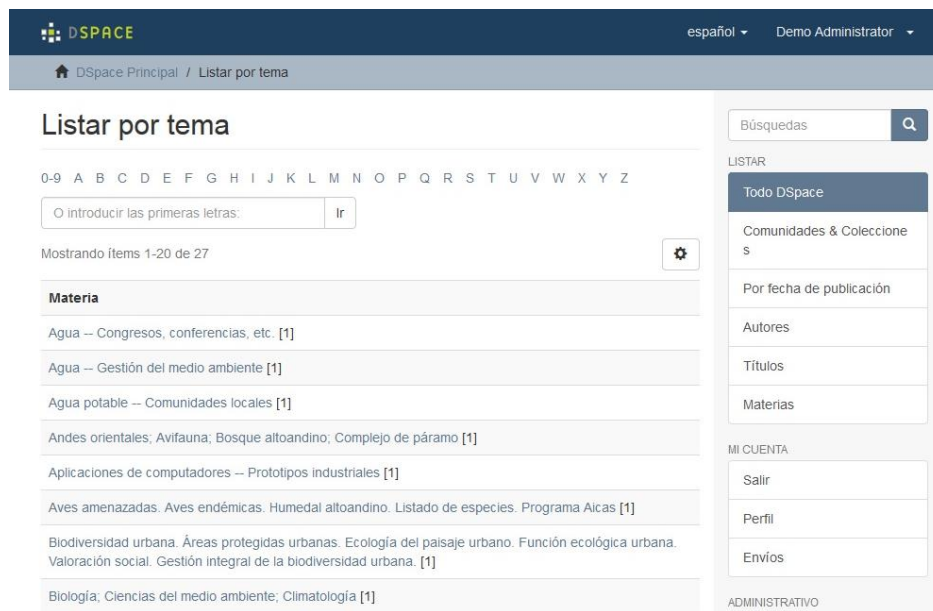 DSPACE
español
Demo Administrator
DSpace Principal / Listar por tema
Listar por tema
0-9 A B C D E F G H I J K L M N O P Q R S T U V W X Y Z
O introducir las primeras letras:
Ir
Mostrando ítems 1-20 de 27
Materia
Agua -- Congresos, conferencias, etc. [1]
Agua -- Gestión del medio ambiente [1]
Agua potable -- Comunidades locales [1]
Andes orientales; Avifauna; Bosque altoandino; Complejo de páramo [1]
Aplicaciones de computadores -- Prototipos industriales [1]
Aves amenazadas. Aves endémicas. Humedal altoandino. Listado de especies. Programa Aicas [1]
Biodiversidad urbana. Áreas protegidas urbanas. Ecología del paisaje urbano. Función ecológica urbana.
Valoración social. Gestión integral de la biodiversidad urbana. [1]
Biología; Ciencias del medio ambiente; Climatología [1]
Búsquedas
LISTAR
Todo DSpace
Comunidades & Coleccione
s
Por fecha de publicación
Autores
Títulos
Materias
MI CUENTA
Salir
Perfil
Envíos
ADMINISTRATIVO